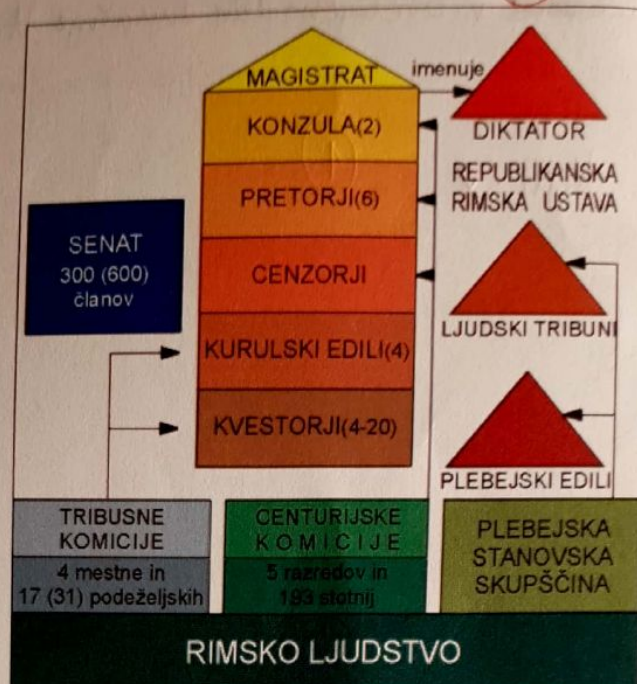 MAGISTRAT
imenuje
DIKTATOR
KONZULA(2)
REPUBLIKANSKA
RIMSKA USTAVA
PRETORJI(6)
SENAT
300 (600)
članov
CENZORJI
LJUDSKI TRIBUNI
KURULSKI EDILI(4)
KVESTORJI(4-20)
PLEBEJSKI EDILI
TRIBUSNE
KOMICIJE
4 mestne in
17 (31) podeželjskih
CENTURIJSKE
KOMICIJE
5 razredov in
193 stotnij
PLEBEJSKA
STANOVSKA
SKUPŠČINA
RIMSKO LJUDSTVO